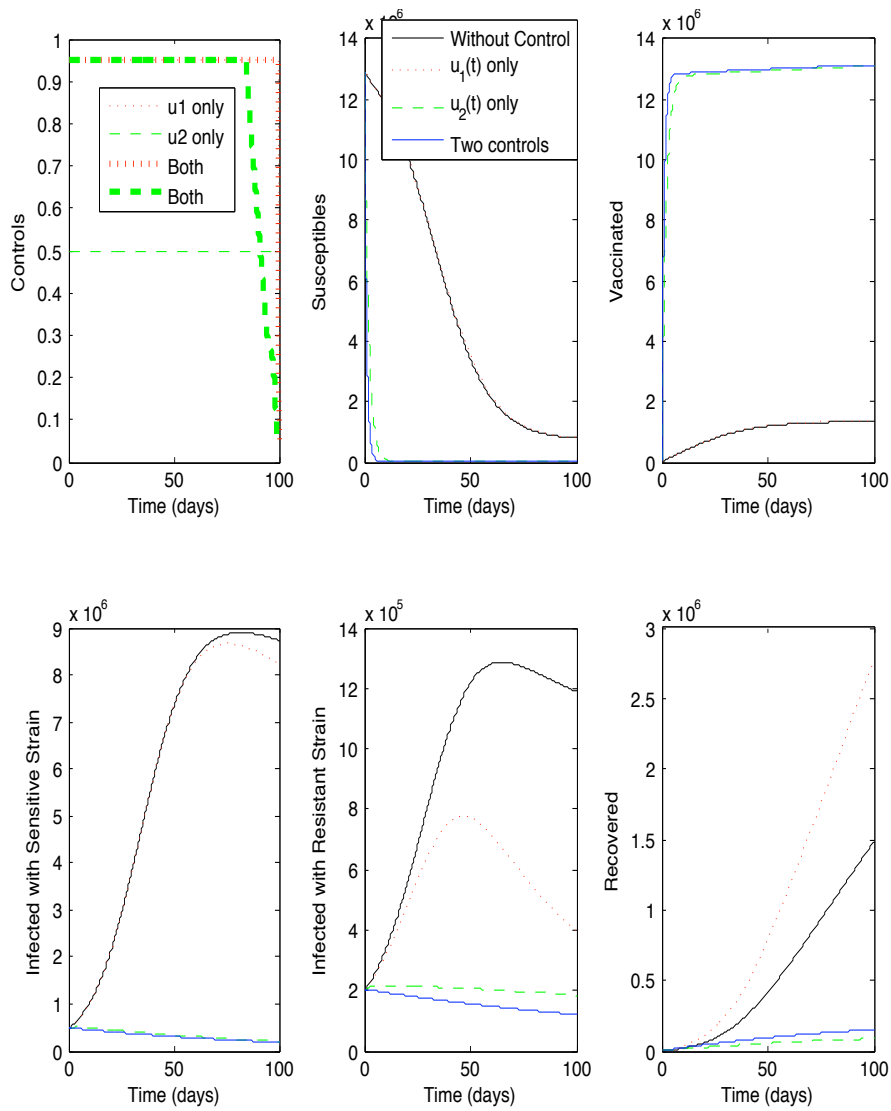 1
0.9
0.8
0.7
0.6
0.5
0.4
0.3
0.2
0.1
0
0 50 100
Controls
Time (days)
u1 only
u2 only
Both
Both
x 10^6
14
12
10
8
6
4
2
0
0 50 100
Susceptibles
Time (days)
Without Control
u_1(t) only
u_2(t) only
Two controls
x 10^6
14
12
10
8
6
4
2
0
0 50 100
Vaccinated
Time (days)
x 10^6
9
8
7
6
5
4
3
2
1
0
0 50 100
Infected with Sensitive Strain
Time (days)
x 10^5
14
12
10
8
6
4
2
0
0 50 100
Infected with Resistant Strain
Time (days)
x 10^6
3
2.5
2
1.5
1
0.5
0
0 50 100
Recovered
Time (days)